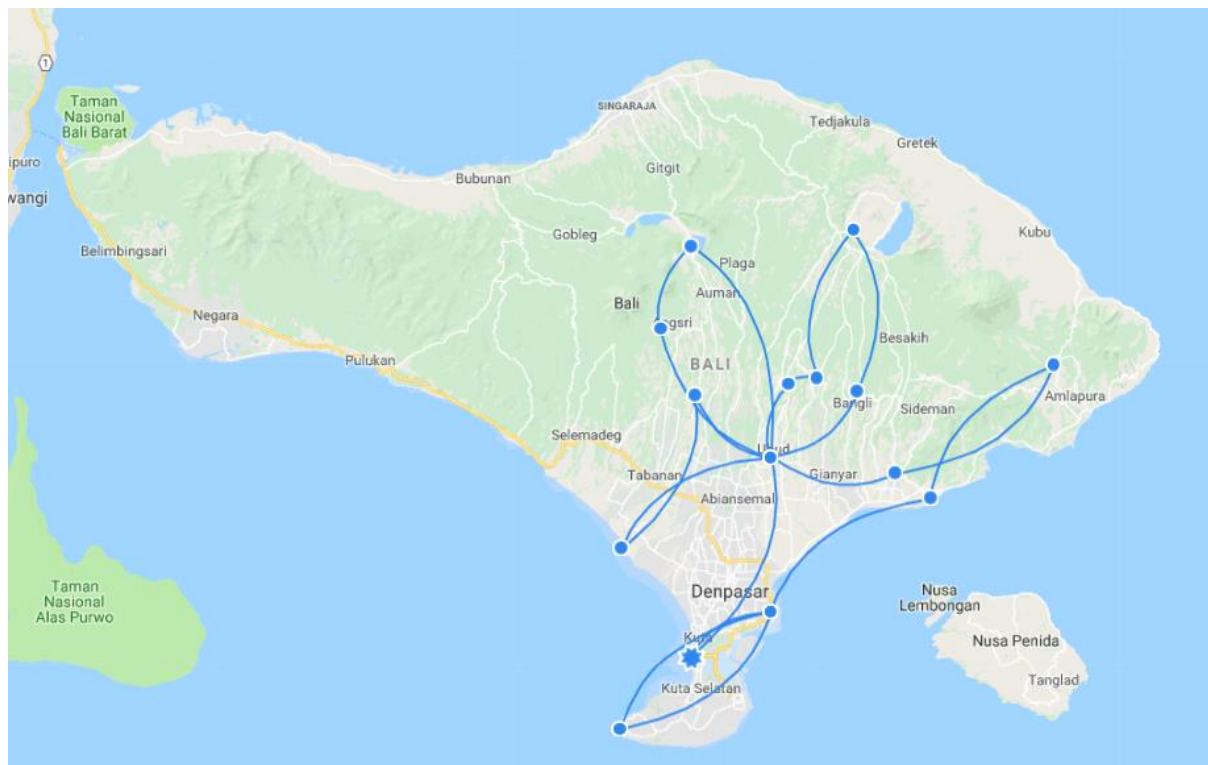 1
Taman
Nasional
Bali Barat
ipuro
wangi
SINGARAJA
Tedjakula
Gretek
Gitgit
Bubunan
Gobleg
Kubu
Belimbingsari
Plaga
Auman
Bali
Negara
Besakih
Pulukan
BALI
Amlapura
Bangli
Sideman
Selemadeg
Ubud
Tabanan
Gianyar
Abiansemal
Taman
Nasional
Alas Purwo
Denpasar
Nusa
Lembongan
Kuta
Nusa Penida
Kuta Selatan
Tanglad